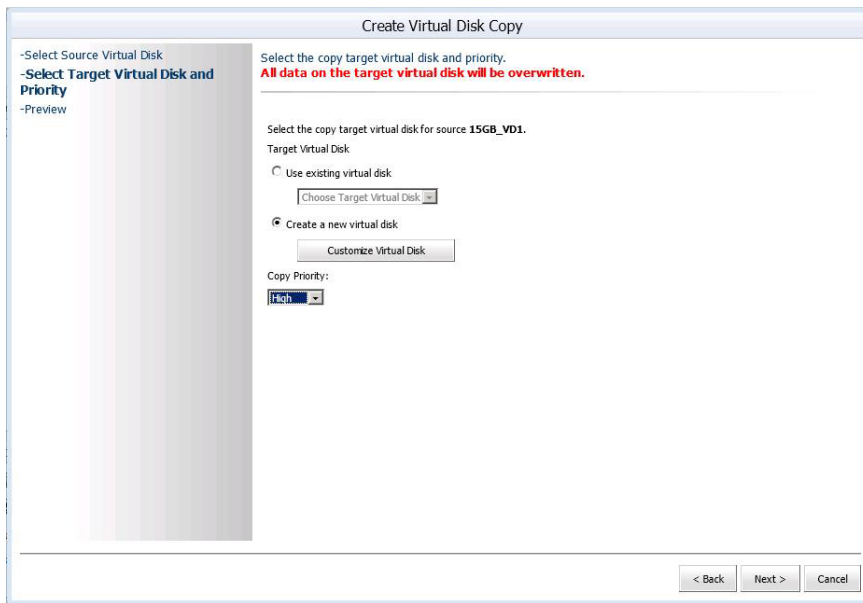 Create Virtual Disk Copy
-Select Source Virtual Disk
-Select Target Virtual Disk and
Priority
-Preview
Select the copy target virtual disk and priority.
All data on the target virtual disk will be overwritten.
Select the copy target virtual disk for source 15GB_VD1.
Target Virtual Disk
Use existing virtual disk
Choose Target Virtual Disk
Create a new virtual disk
Customize Virtual Disk
Copy Priority:
High
< Back
Next >
Cancel